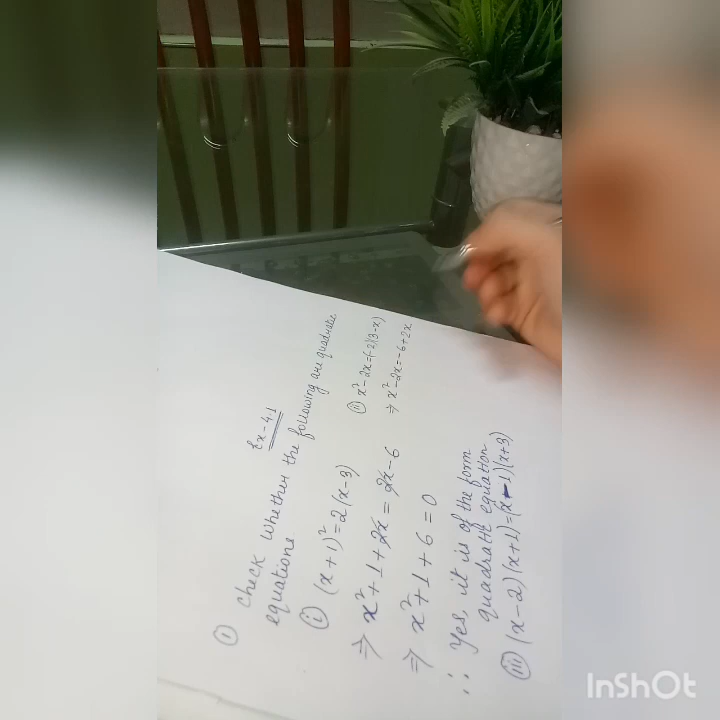 Ex-4.1
① Check whether the following are quadratic
equations
(i) (x+1)² = 2(x-3)
⇒ x²+1+2x = 2x-6
⇒ x²+1+6=0
∴ Yes, it is of the form
quadratic equation
(ii) x²-2x=(-2)(3-x)
⇒ x²-2x=-6+2x
(iii) (x-2)(x+1)=(x-1)(x+3)
InShOt